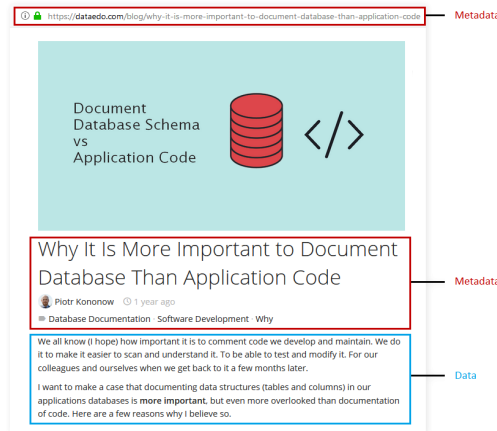 https://dataedo.com/blog/why-it-is-more-important-to-document-database-than-application-code
Metadata
Document
Database Schema
vs
Application Code
</>
Why It Is More Important to Document
Database Than Application Code
Piotr Kononow 1 year ago
Metadata
Database Documentation · Software Development · Why
We all know (I hope) how important it is to comment code we develop and maintain. We do
it to make it easier to scan and understand it. To be able to test and modify it. For our
colleagues and ourselves when we get back to it a few months later.
Data
I want to make a case that documenting data structures (tables and columns) in our
applications databases is more important, but even more overlooked than documentation
of code. Here are a few reasons why I believe so.